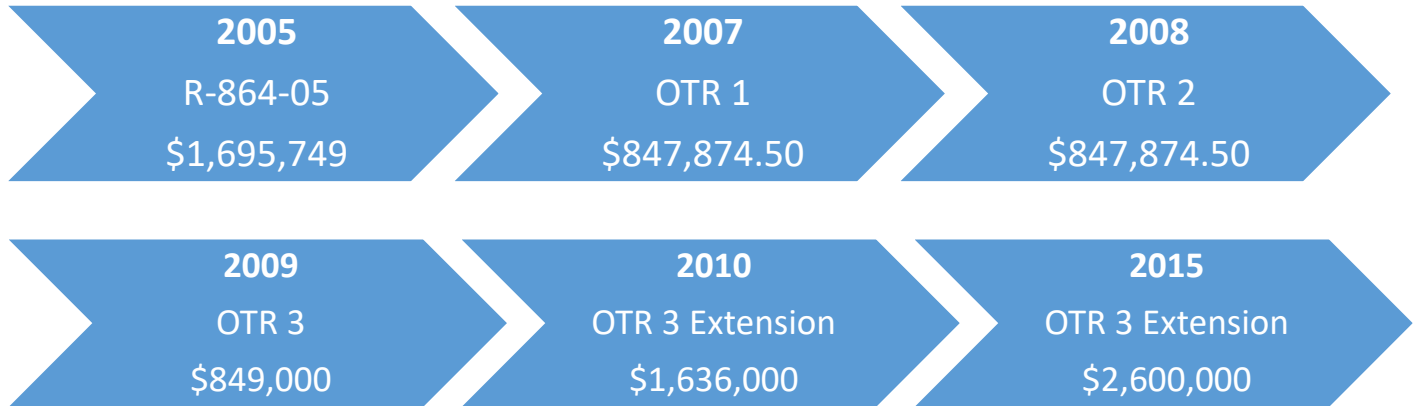 2005
R-864-05
$1,695,749
2007
OTR 1
$847,874.50
2008
OTR 2
$847,874.50
2009
OTR 3
$849,000
2010
OTR 3 Extension
$1,636,000
2015
OTR 3 Extension
$2,600,000